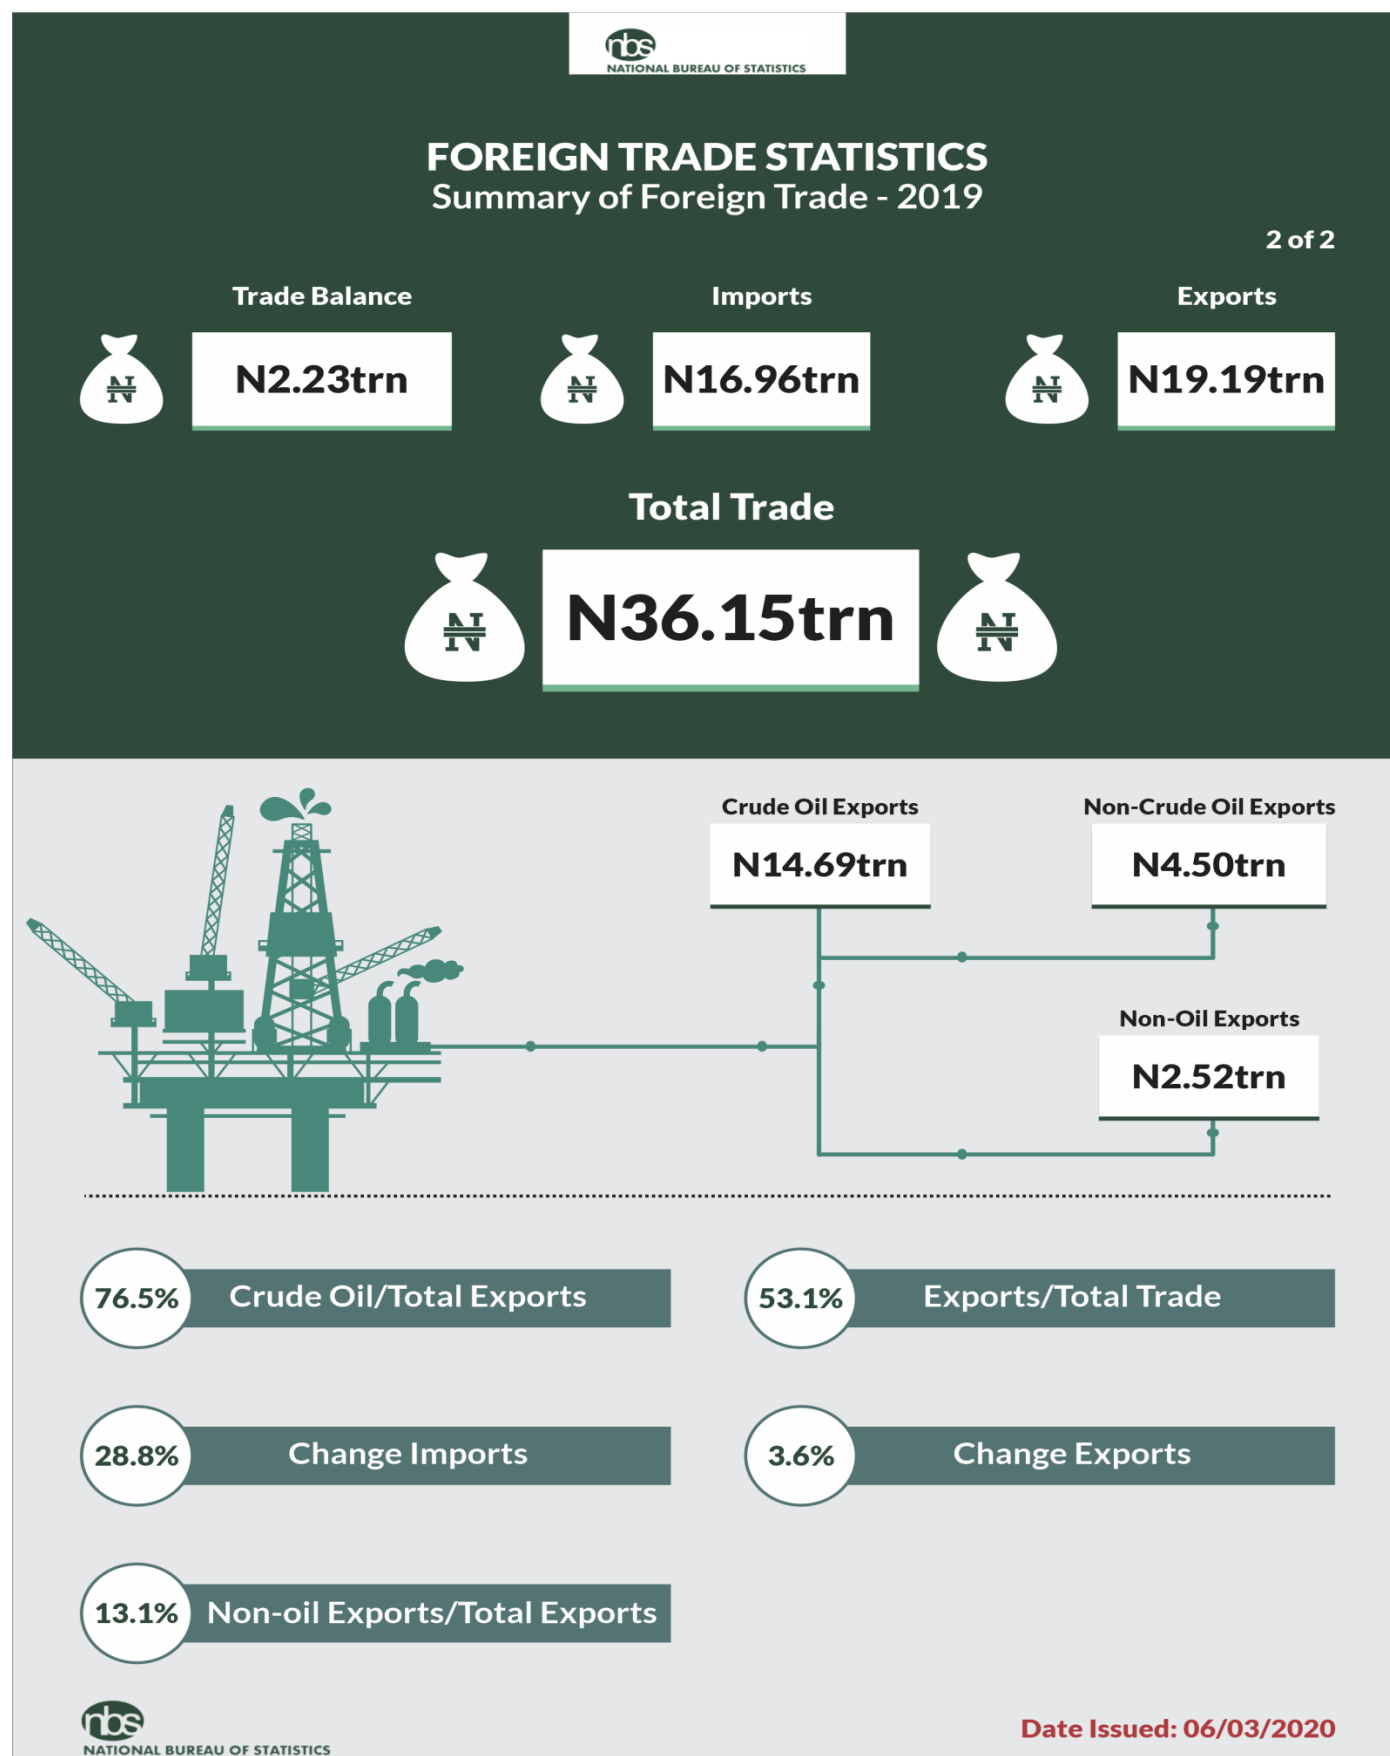 nbs
NATIONAL BUREAU OF STATISTICS
FOREIGN TRADE STATISTICS
Summary of Foreign Trade - 2019
2 of 2
Trade Balance
₦
N2.23trn
Imports
₦
N16.96trn
Exports
₦
N19.19trn
Total Trade
₦
N36.15trn
₦
Crude Oil Exports
N14.69trn
Non-Crude Oil Exports
N4.50trn
Non-Oil Exports
N2.52trn
76.5% Crude Oil/Total Exports
53.1% Exports/Total Trade
28.8% Change Imports
3.6% Change Exports
13.1% Non-oil Exports/Total Exports
nbs
NATIONAL BUREAU OF STATISTICS
Date Issued: 06/03/2020